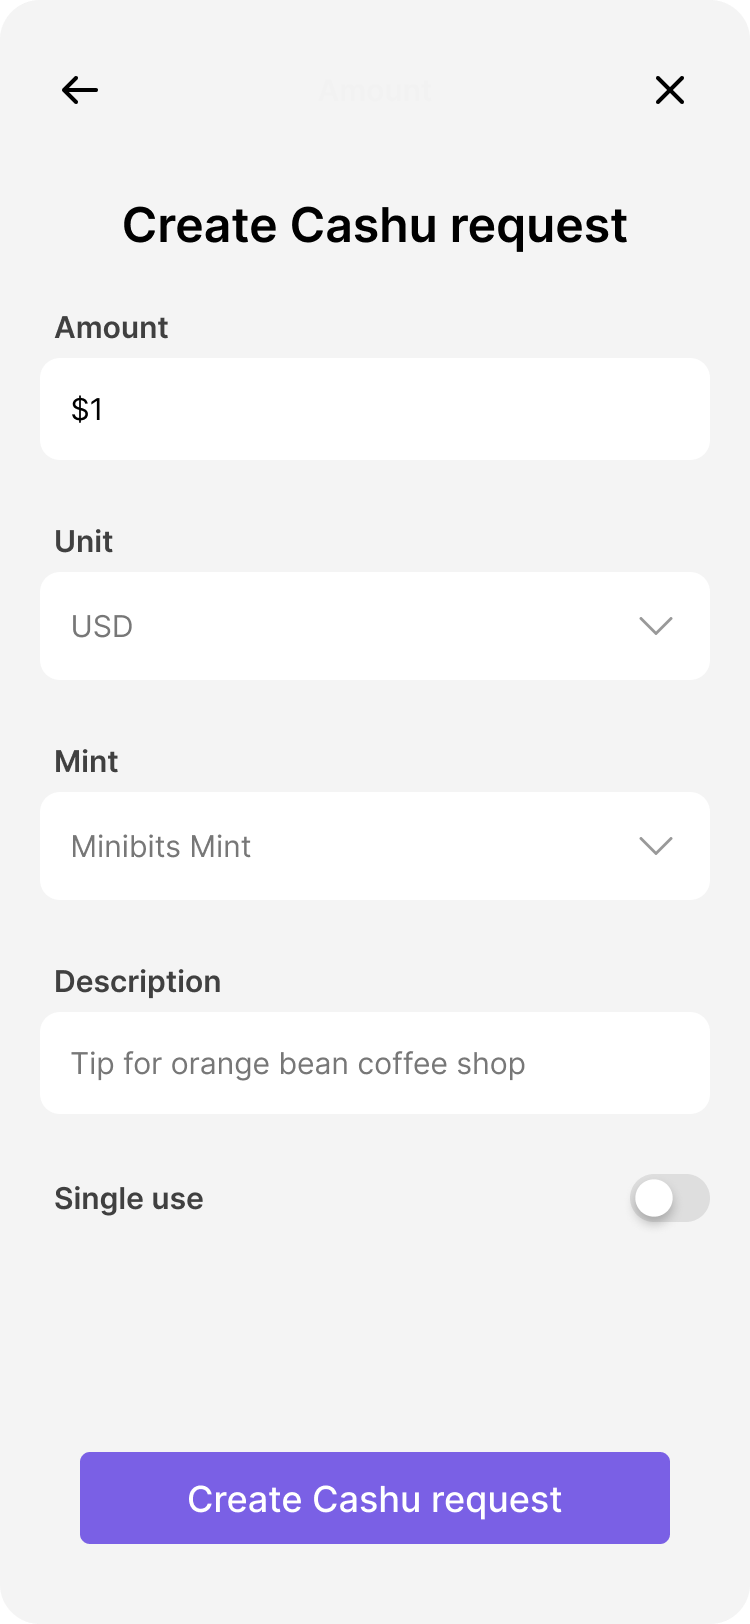 Amount
Create Cashu request
Amount
$1
Unit
USD
Mint
Minibits Mint
Description
Tip for orange bean coffee shop
Single use
Create Cashu request